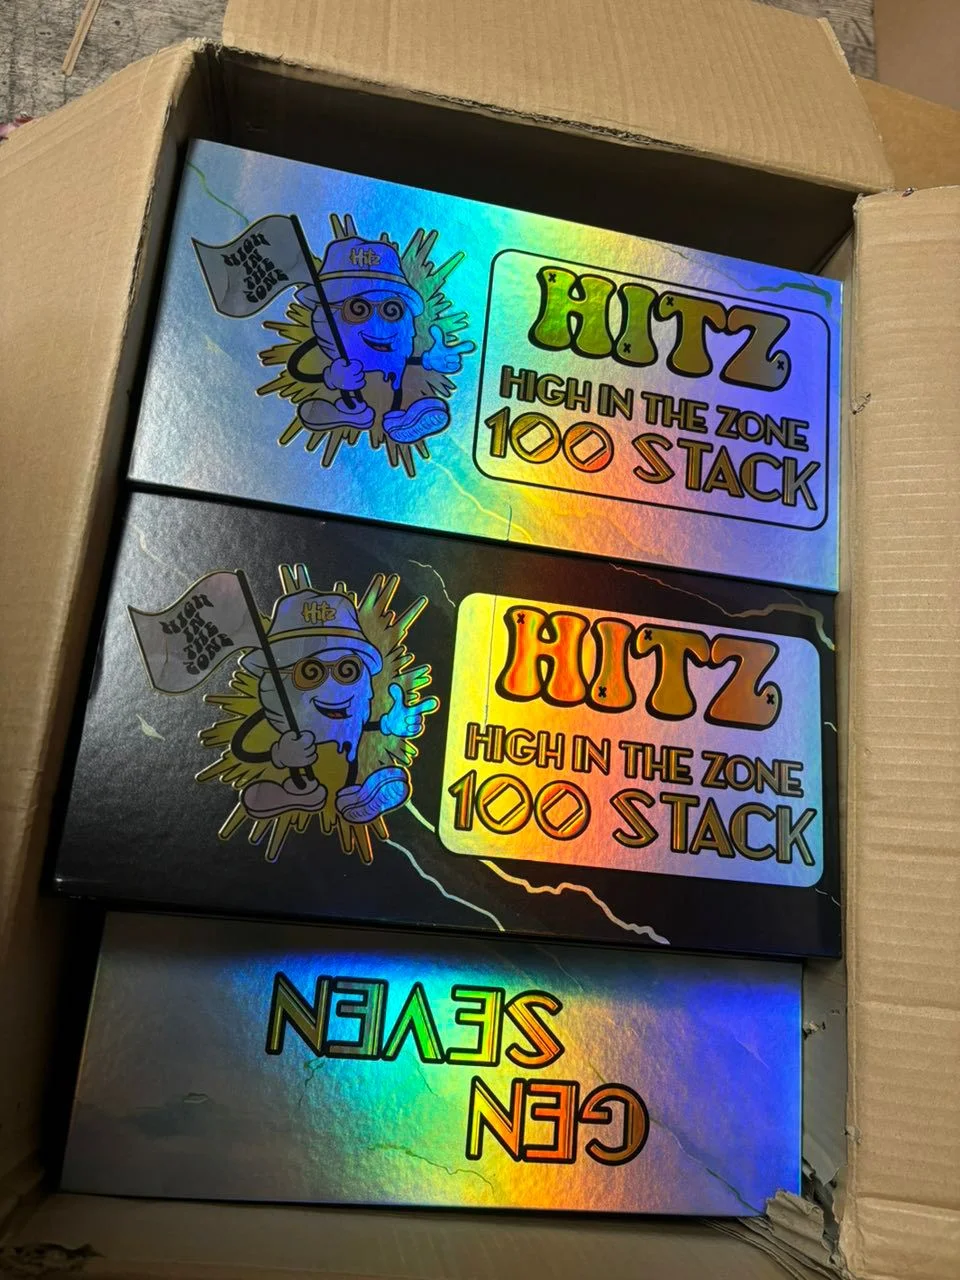 HIGH
IN
THE
ZONE
Hitz
HITZ
HIGH IN THE ZONE
100 STACK
HIGH
IN
THE
ZONE
Hitz
HITZ
HIGH IN THE ZONE
100 STACK
GEN
SEVEN